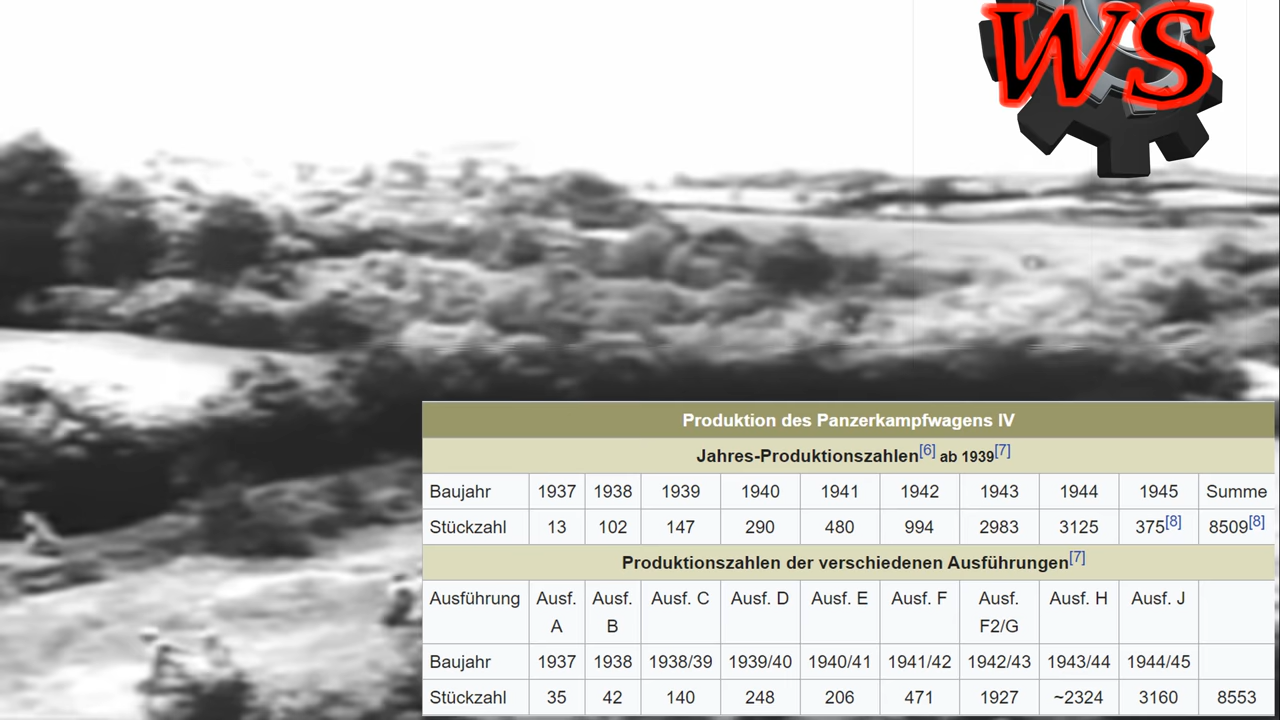 WS
Produktion des Panzerkampfwagens IV
Jahres-Produktionszahlen[6] ab 1939[7]
Baujahr 1937 1938 1939 1940 1941 1942 1943 1944 1945 Summe
Stückzahl 13 102 147 290 480 994 2983 3125 375[8] 8509[8]
Produktionszahlen der verschiedenen Ausführungen[7]
Ausführung Ausf. A Ausf. B Ausf. C Ausf. D Ausf. E Ausf. F Ausf. F2/G Ausf. H Ausf. J
Baujahr 1937 1938 1938/39 1939/40 1940/41 1941/42 1942/43 1943/44 1944/45
Stückzahl 35 42 140 248 206 471 1927 ~2324 3160 8553